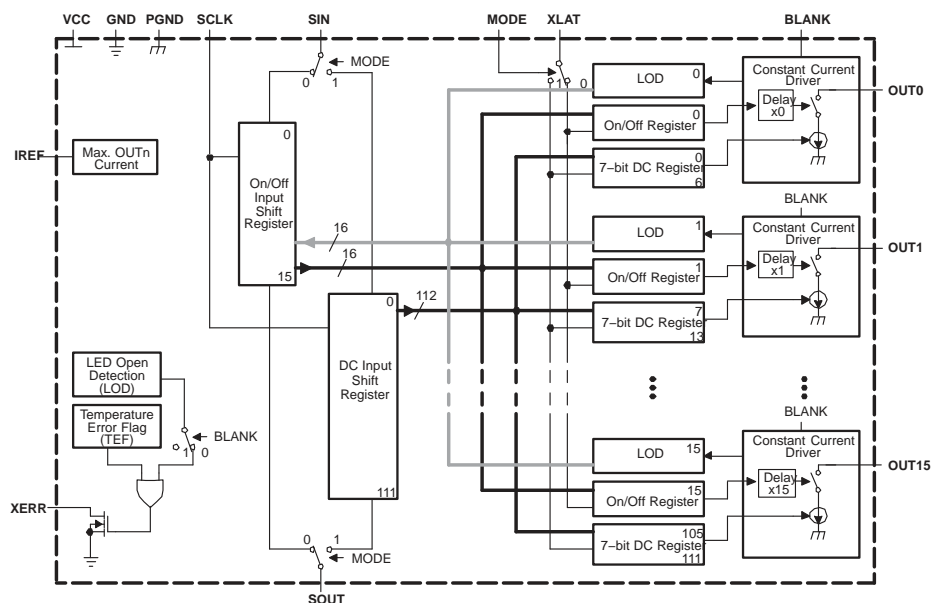 VCC GND PGND SCLK SIN MODE XLAT BLANK
MODE
0 1
1 0
LOD 0
Constant Current
Driver
OUT0
Delay
x0
0
On/Off Register
0
7–bit DC Register
6
IREF
Max. OUTn
Current
0
On/Off
Input
Shift
Register
15
16
16
BLANK
LOD 1
Constant Current
Driver
OUT1
Delay
x1
1
On/Off Register
7
7–bit DC Register
13
0
112
DC Input
Shift
Register
111
LED Open
Detection
(LOD)
Temperature
Error Flag
(TEF)
BLANK
1 0
XERR
BLANK
LOD 15
Constant Current
Driver
OUT15
Delay
x15
15
On/Off Register
105
7–bit DC Register
111
0 1
MODE
SOUT